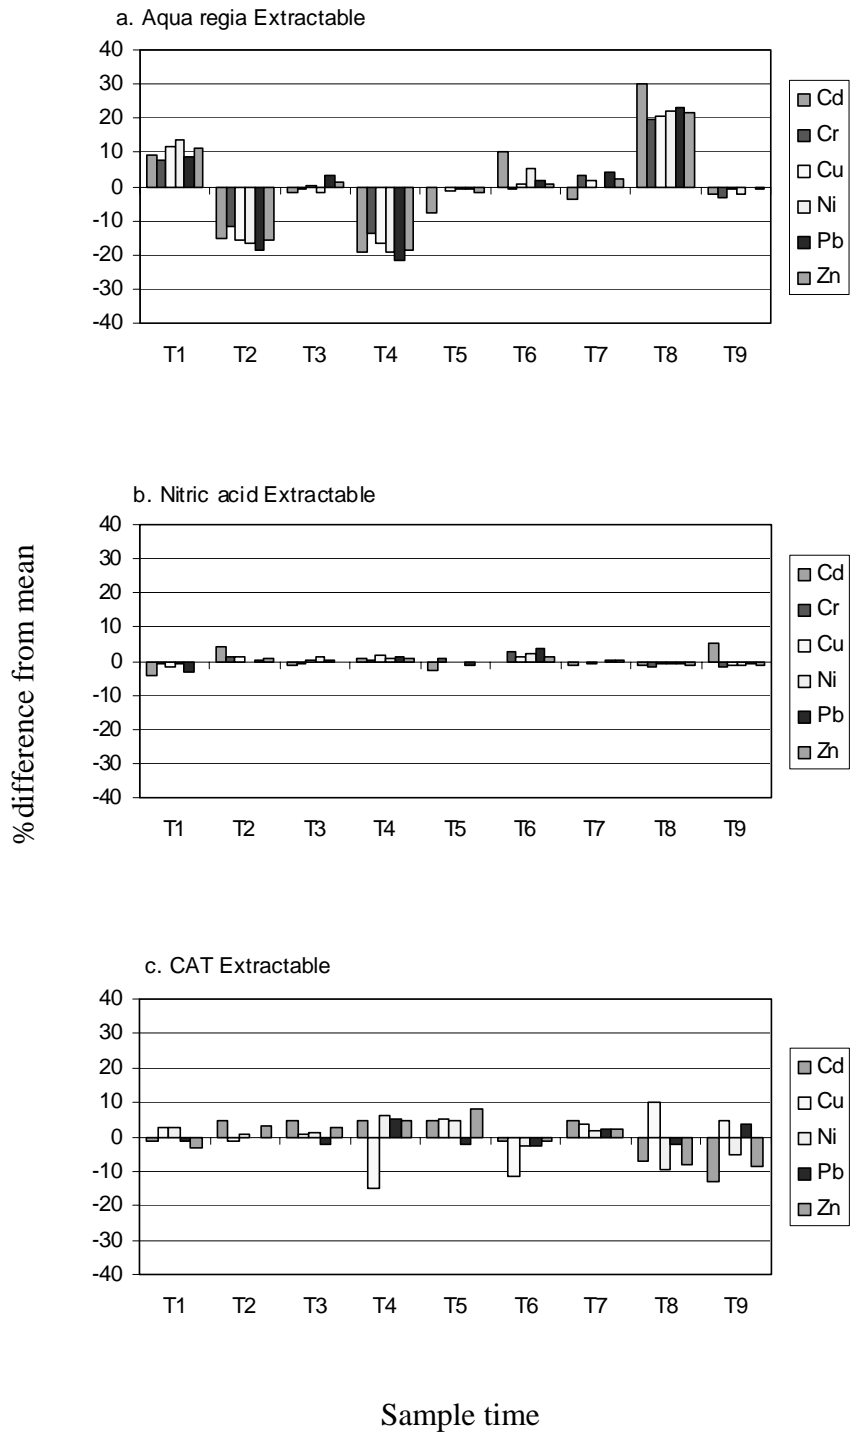 a. Aqua regia Extractable
40
30
20
10
0
-10
-20
-30
-40
T1 T2 T3 T4 T5 T6 T7 T8 T9
Cd
Cr
Cu
Ni
Pb
Zn
%difference from mean
b. Nitric acid Extractable
40
30
20
10
0
-10
-20
-30
-40
T1 T2 T3 T4 T5 T6 T7 T8 T9
Cd
Cr
Cu
Ni
Pb
Zn
c. CAT Extractable
40
30
20
10
0
-10
-20
-30
-40
T1 T2 T3 T4 T5 T6 T7 T8 T9
Cd
Cu
Ni
Pb
Zn
Sample time